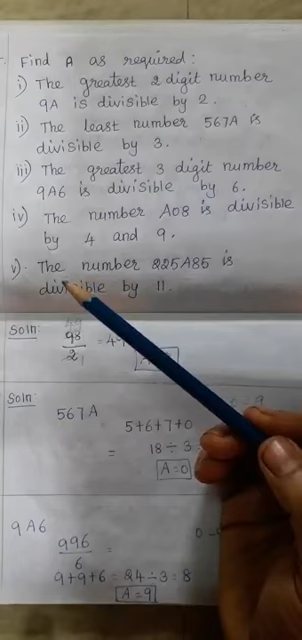 Find A as required:
i) The greatest 2 digit number
9A is divisible by 2.
ii) The least number 567A is
divisible by 3.
iii) The greatest 3 digit number
9A6 is divisible by 6.
iv) The number A08 is divisible
by 4 and 9.
v). The number 225A85 is
divisible by 11.
Soln:
98
2
Soln:
567A
5+6+7+0
= 18 ÷ 3
A=0
9A6
996 =
6
9+9+6 = 24 ÷ 3 = 8
A=9